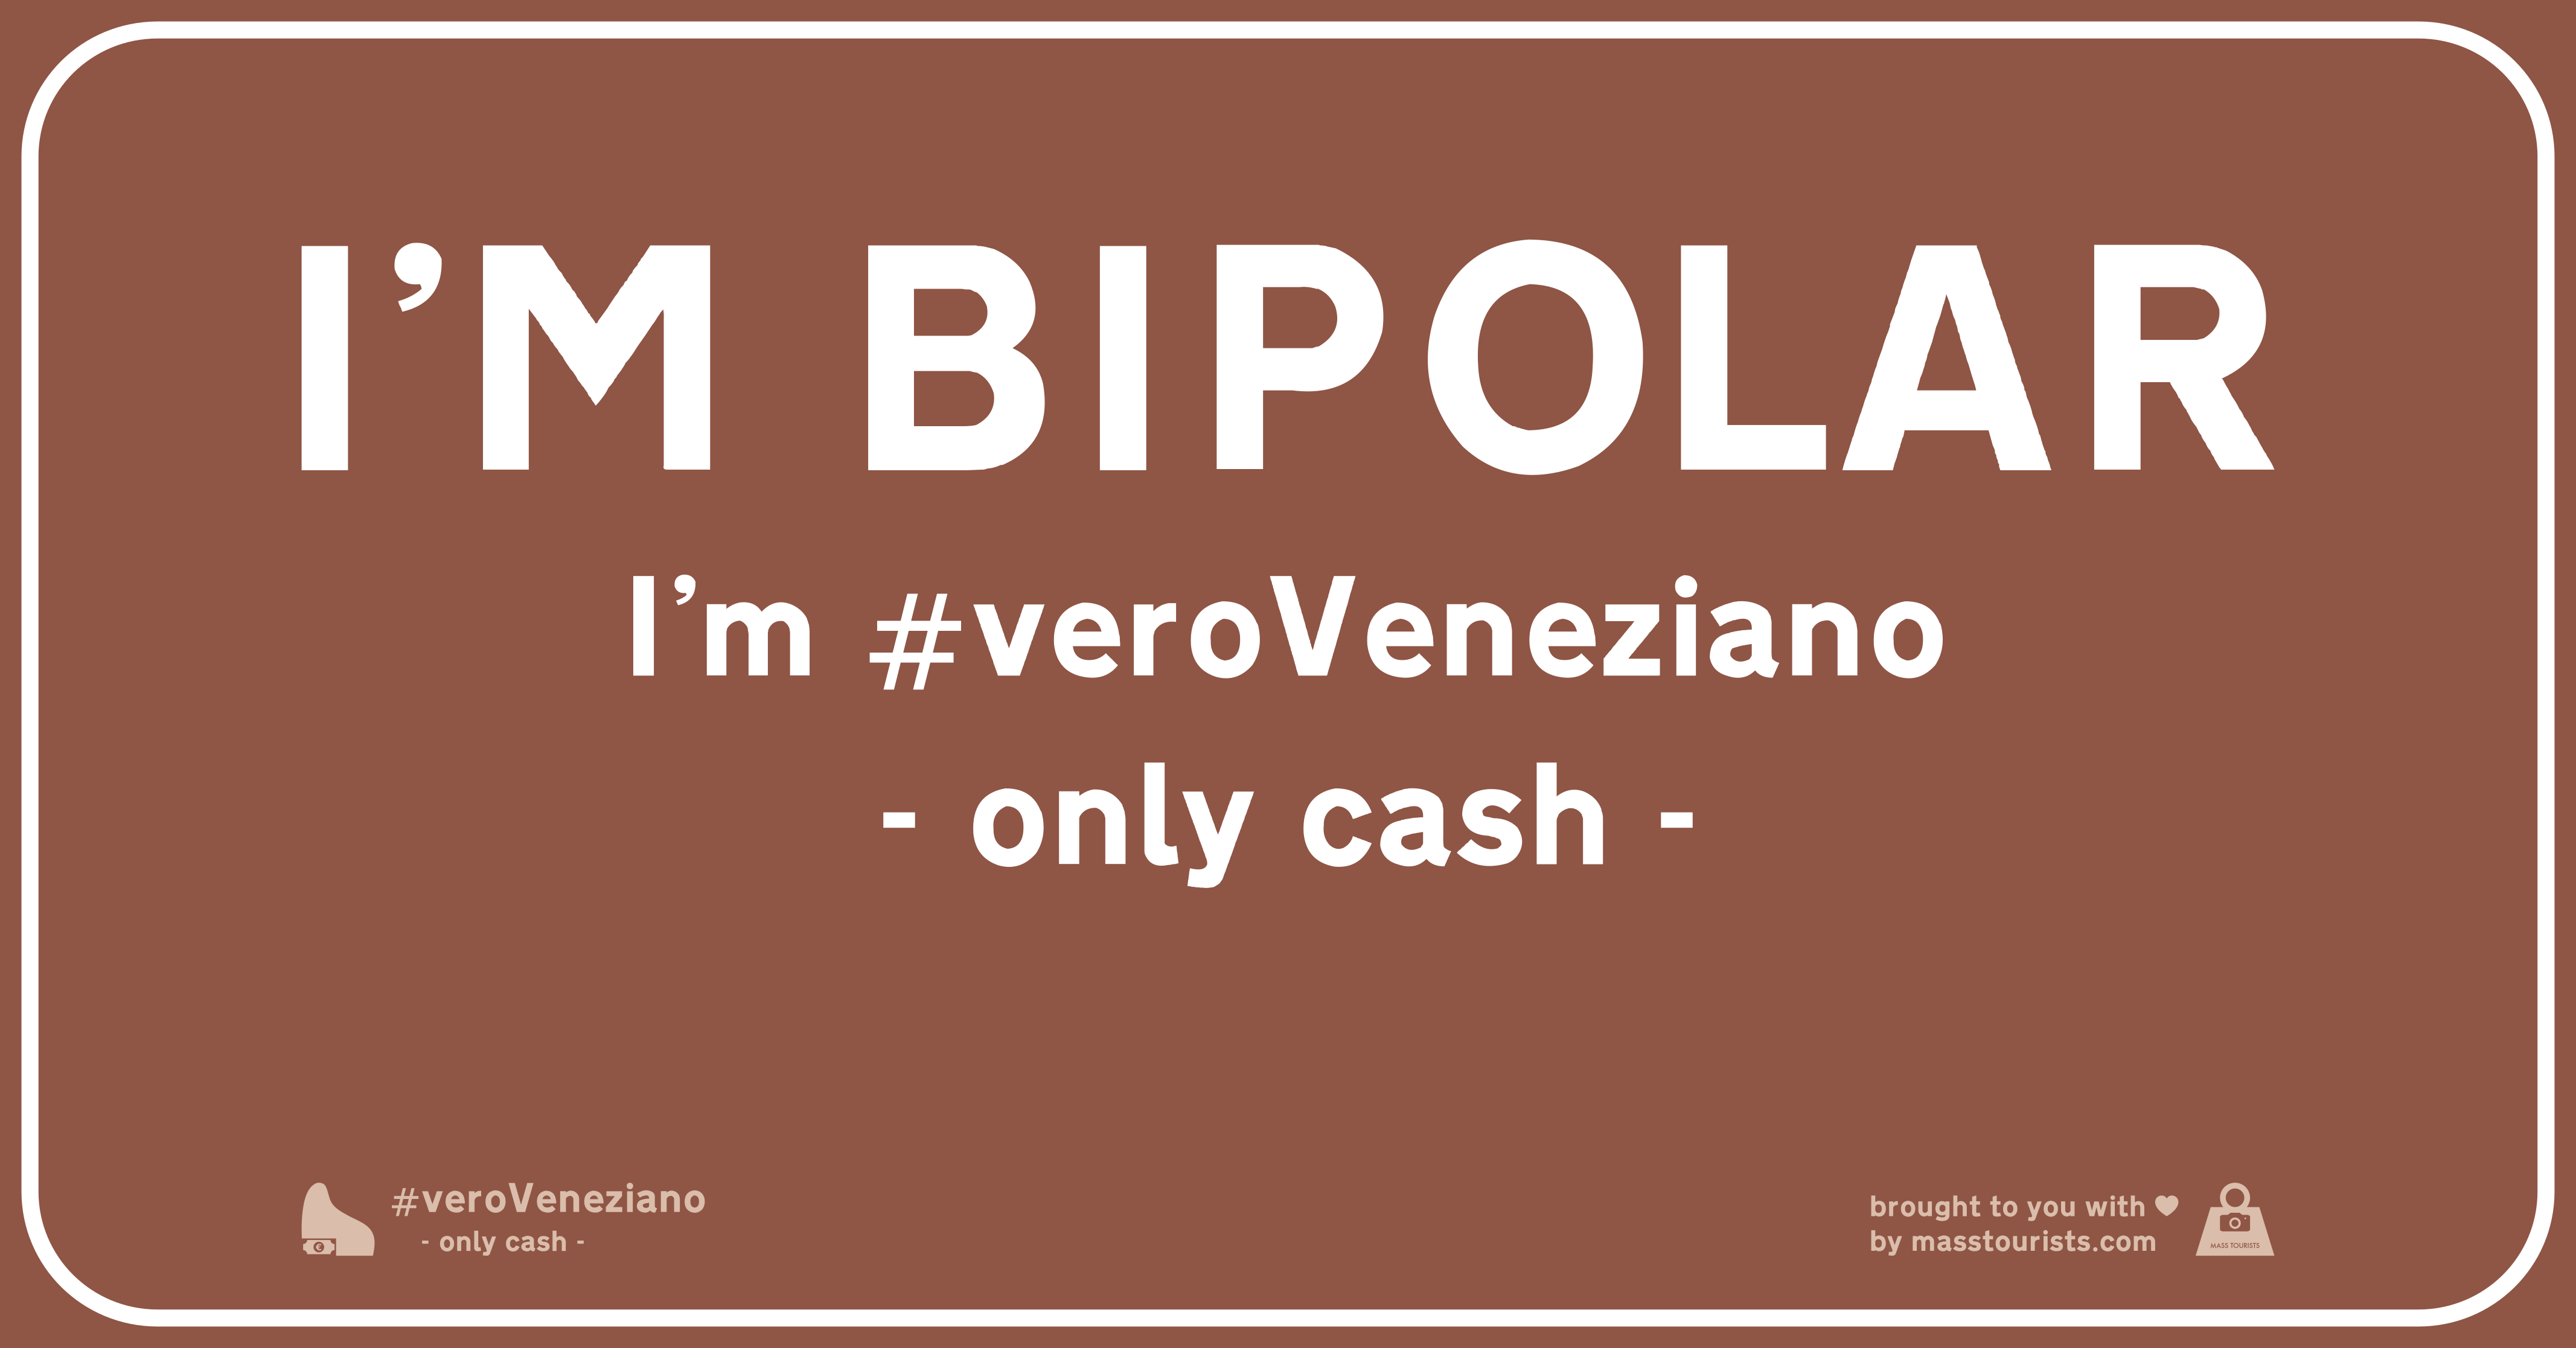 I’M BIPOLAR
I’m #veroVeneziano
- only cash -
#veroVeneziano
- only cash -
brought to you with
by masstourists.com
MASS TOURISTS
€